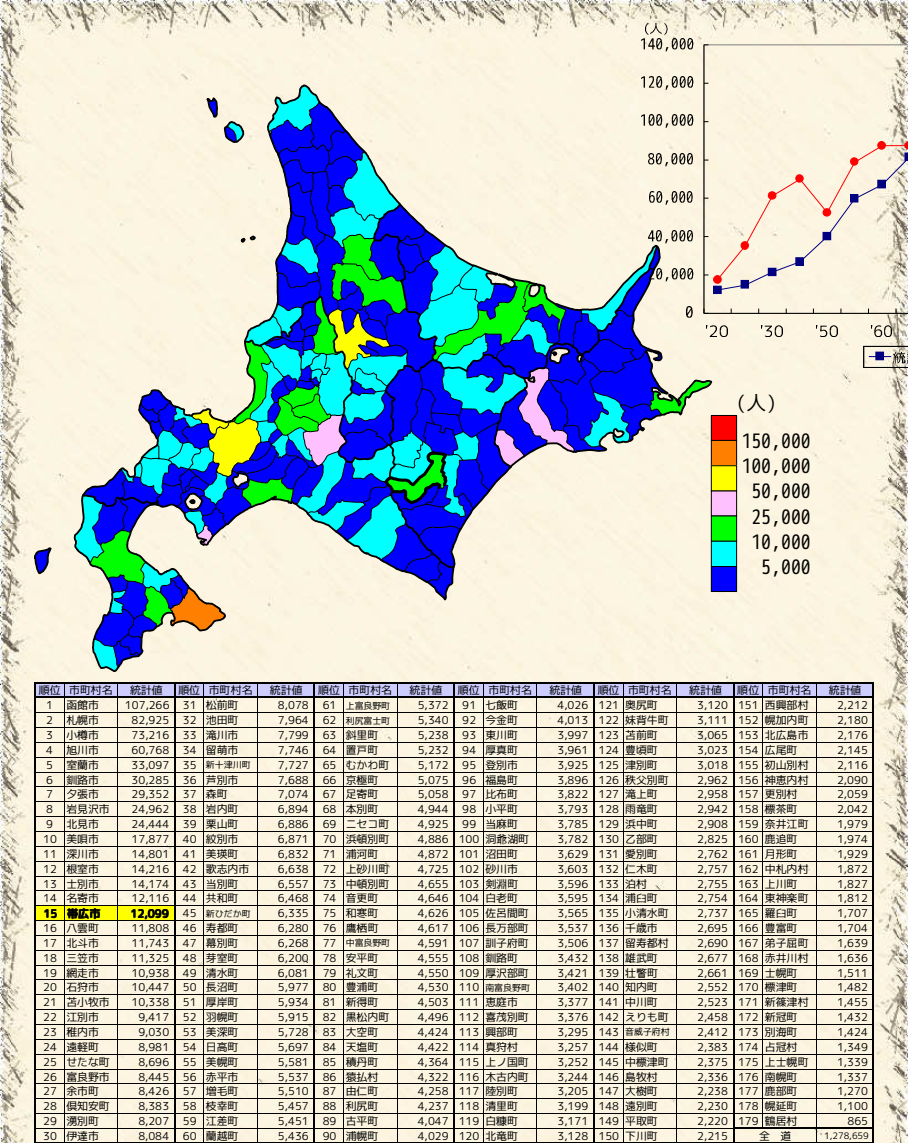 (人)
140,000
120,000
100,000
80,000
60,000
40,000
20,000
0
'20 '30 '50 '60
統
(人)
150,000
100,000
50,000
25,000
10,000
5,000
順位 市町村名 統計値 順位 市町村名 統計値 順位 市町村名 統計値 順位 市町村名 統計値 順位 市町村名 統計値 順位 市町村名 統計値
1 函館市 107,266 31 松前町 8,078 61 上富良野町 5,372 91 七飯町 4,026 121 奥尻町 3,120 151 西興部村 2,212
2 札幌市 82,925 32 池田町 7,964 62 利尻富士町 5,340 92 今金町 4,013 122 妹背牛町 3,111 152 幌加内町 2,180
3 小樽市 73,216 33 滝川市 7,799 63 斜里町 5,238 93 東川町 3,997 123 苫前町 3,065 153 北広島市 2,176
4 旭川市 60,768 34 留萌市 7,746 64 置戸町 5,232 94 厚真町 3,961 124 豊頃町 3,023 154 広尾町 2,145
5 室蘭市 33,097 35 新十津川町 7,727 65 むかわ町 5,172 95 登別市 3,925 125 津別町 3,018 155 初山別村 2,116
6 釧路市 30,285 36 芦別市 7,688 66 京極町 5,075 96 福島町 3,896 126 秩父別町 2,962 156 神恵内村 2,090
7 夕張市 29,352 37 森町 7,074 67 足寄町 5,058 97 比布町 3,822 127 滝上町 2,958 157 更別村 2,059
8 岩見沢市 24,962 38 岩内町 6,894 68 本別町 4,944 98 小平町 3,793 128 雨竜町 2,942 158 標茶町 2,042
9 北見市 24,444 39 栗山町 6,886 69 ニセコ町 4,925 99 当麻町 3,785 129 浜中町 2,908 159 奈井江町 1,979
10 美唄市 17,877 40 紋別市 6,871 70 浜頓別町 4,886 100 洞爺湖町 3,782 130 乙部町 2,825 160 鹿追町 1,974
11 深川市 14,801 41 美瑛町 6,832 71 浦河町 4,872 101 沼田町 3,629 131 愛別町 2,762 161 月形町 1,929
12 根室市 14,216 42 歌志内市 6,638 72 上砂川町 4,725 102 砂川市 3,603 132 仁木町 2,757 162 中札内村 1,872
13 士別市 14,174 43 当別町 6,557 73 中頓別町 4,655 103 剣淵町 3,596 133 泊村 2,755 163 上川町 1,827
14 名寄市 12,116 44 共和町 6,468 74 音更町 4,646 104 白老町 3,595 134 浦臼町 2,754 164 東神楽町 1,812
15 帯広市 12,099 45 新ひだか町 6,335 75 和寒町 4,626 105 佐呂間町 3,565 135 小清水町 2,737 165 羅臼町 1,707
16 八雲町 11,808 46 寿都町 6,280 76 鷹栖町 4,617 106 長万部町 3,537 136 千歳市 2,695 166 豊富町 1,704
17 北斗市 11,743 47 幕別町 6,268 77 中富良野町 4,591 107 訓子府町 3,506 137 留寿都村 2,690 167 弟子屈町 1,639
18 三笠市 11,325 48 芽室町 6,200 78 安平町 4,555 108 新篠 3,432 138 雄武町 2,677 168 赤井川村 1,636
19 網走市 10,938 49 清水町 6,081 79 礼文町 4,550 109 厚沢部町 3,421 139 壮瞥町 2,661 169 士幌町 1,511
20 石狩市 10,447 50 長沼町 5,977 80 豊浦町 4,530 110 南富良野町 3,402 140 知内町 2,552 170 標津町 1,482
21 苫小牧市 10,338 51 厚岸町 5,934 81 新得町 4,503 111 恵庭市 3,377 141 中川町 2,523 171 新篠津村 1,455
22 江別市 9,417 52 羽幌町 5,915 82 黒松内町 4,496 112 喜茂別町 3,376 142 えりも町 2,458 172 新冠町 1,432
23 稚内市 9,030 53 美深町 5,728 83 大空町 4,424 113 興部町 3,295 143 音威子府村 2,412 173 別海町 1,424
24 遠軽町 8,981 54 日高町 5,697 84 天塩町 4,422 114 真狩村 3,257 144 様似町 2,383 174 占冠村 1,349
25 せたな町 8,696 55 美幌町 5,581 85 積丹町 4,364 115 上ノ国町 3,252 145 中標津町 2,375 175 上士幌町 1,339
26 富良野市 8,445 56 赤平市 5,537 86 猿払村 4,322 116 木古内町 3,244 146 島牧村 2,336 176 南幌町 1,337
27 余市町 8,426 57 増毛町 5,510 87 由仁町 4,258 117 陸別町 3,205 147 大樹町 2,238 177 鹿部町 1,270
28 倶知安町 8,383 58 枝幸町 5,457 88 利尻町 4,237 118 清里町 3,199 148 遠別町 2,230 178 幌延町 1,100
29 湧別町 8,207 59 江差町 5,451 89 古平町 4,047 119 白糠町 3,171 149 平取町 2,220 179 鶴居村 865
30 伊達市 8,084 60 蘭越町 5,436 90 浦幌町 4,029 120 北竜町 3,128 150 下川町 2,215 全 道 1,278,659